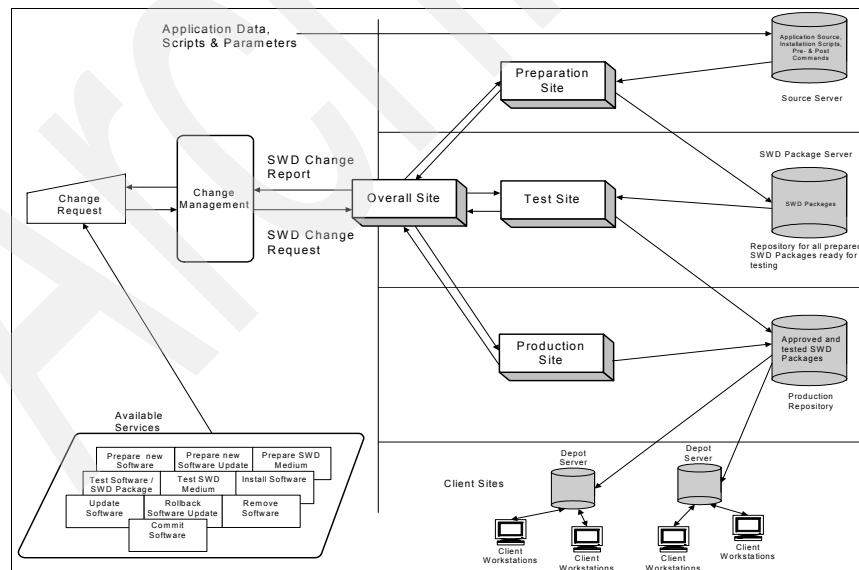 Application Data,
Scripts & Parameters
Application Source,
Installation Scripts,
Pre- & Post
Commands
Source Server
Preparation
Site
SWD Package Server
SWD Change
Report
Change
Request
Change
Management
Overall Site
Test Site
SWD Packages
SWD Change
Request
Repository for all prepared
SWD Packages ready for
testing
Production
Site
Approved and
tested SWD
Packages
Production
Repository
Available
Services
Prepare new
Software
Prepare new
Software Update
Prepare SWD
Medium
Test Software /
SWD Package
Test SWD
Medium
Install Software
Update
Software
Rollback
Software Update
Remove
Software
Commit
Software
Client Sites
Depot
Server
Depot
Server
Client
Workstations
Client
Workstations
Client
Workstations
Client
Workstations